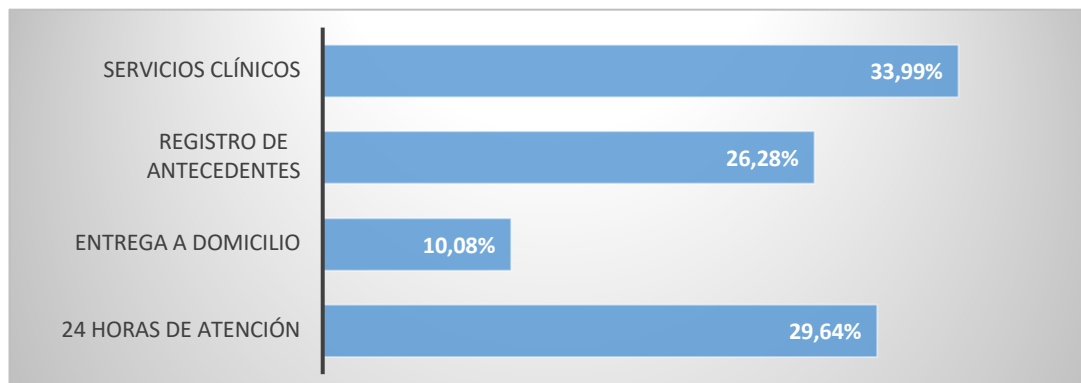 SERVICIOS CLÍNICOS
33,99%
REGISTRO DE
ANTECEDENTES
26,28%
ENTREGA A DOMICILIO
10,08%
24 HORAS DE ATENCIÓN
29,64%